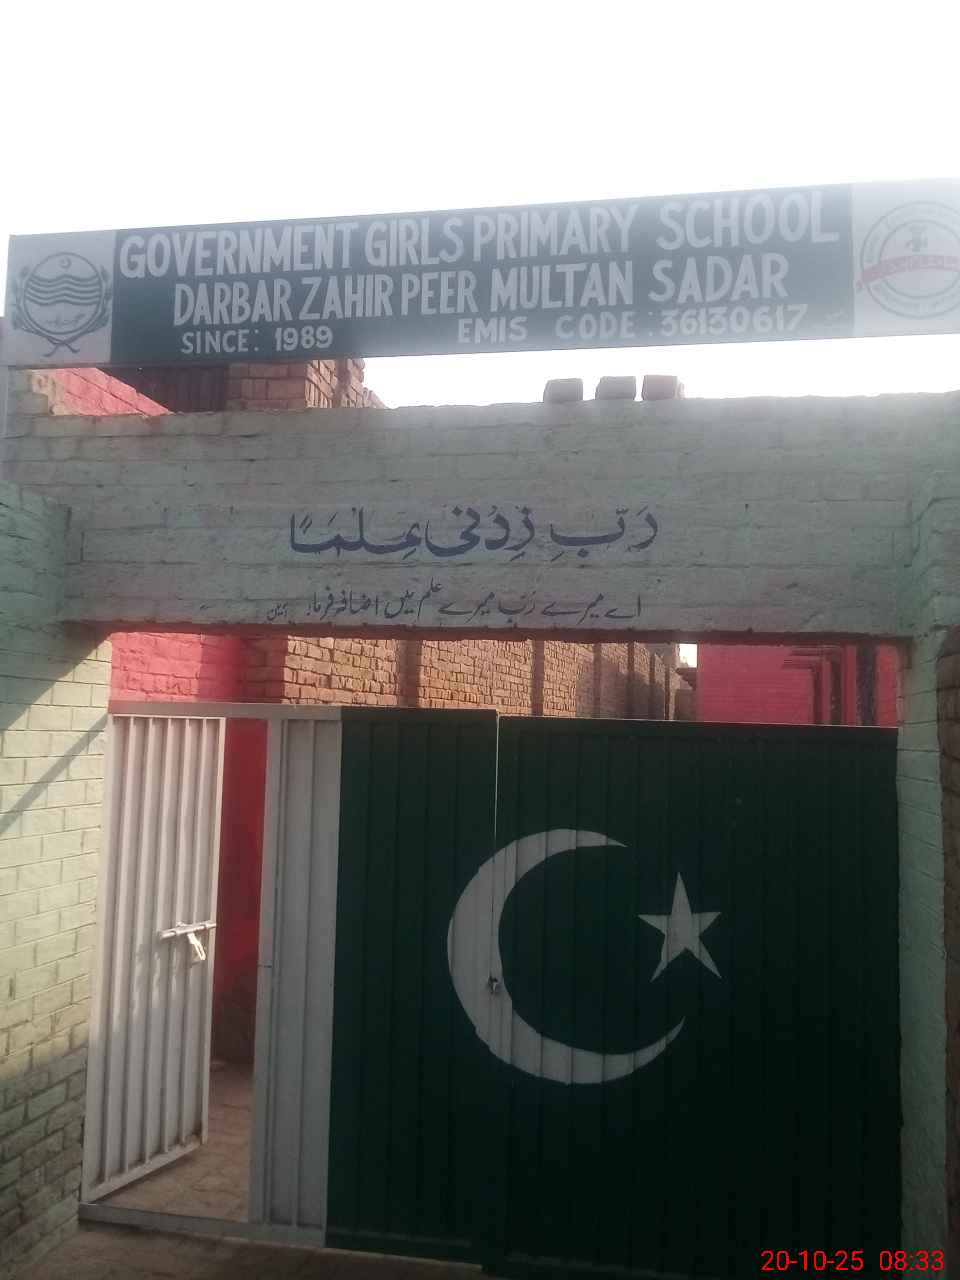 GOVERNMENT GIRLS PRIMARY SCHOOL
DARBAR ZAHIR PEER MULTAN SADAR
SINCE: 1989 EMIS CODE: 36130617
رَبِّ زِدْنِی عِلْمَا
اے میرے رب میرے علم میں اضافہ فرما۔ آمین
20-10-25 08:33